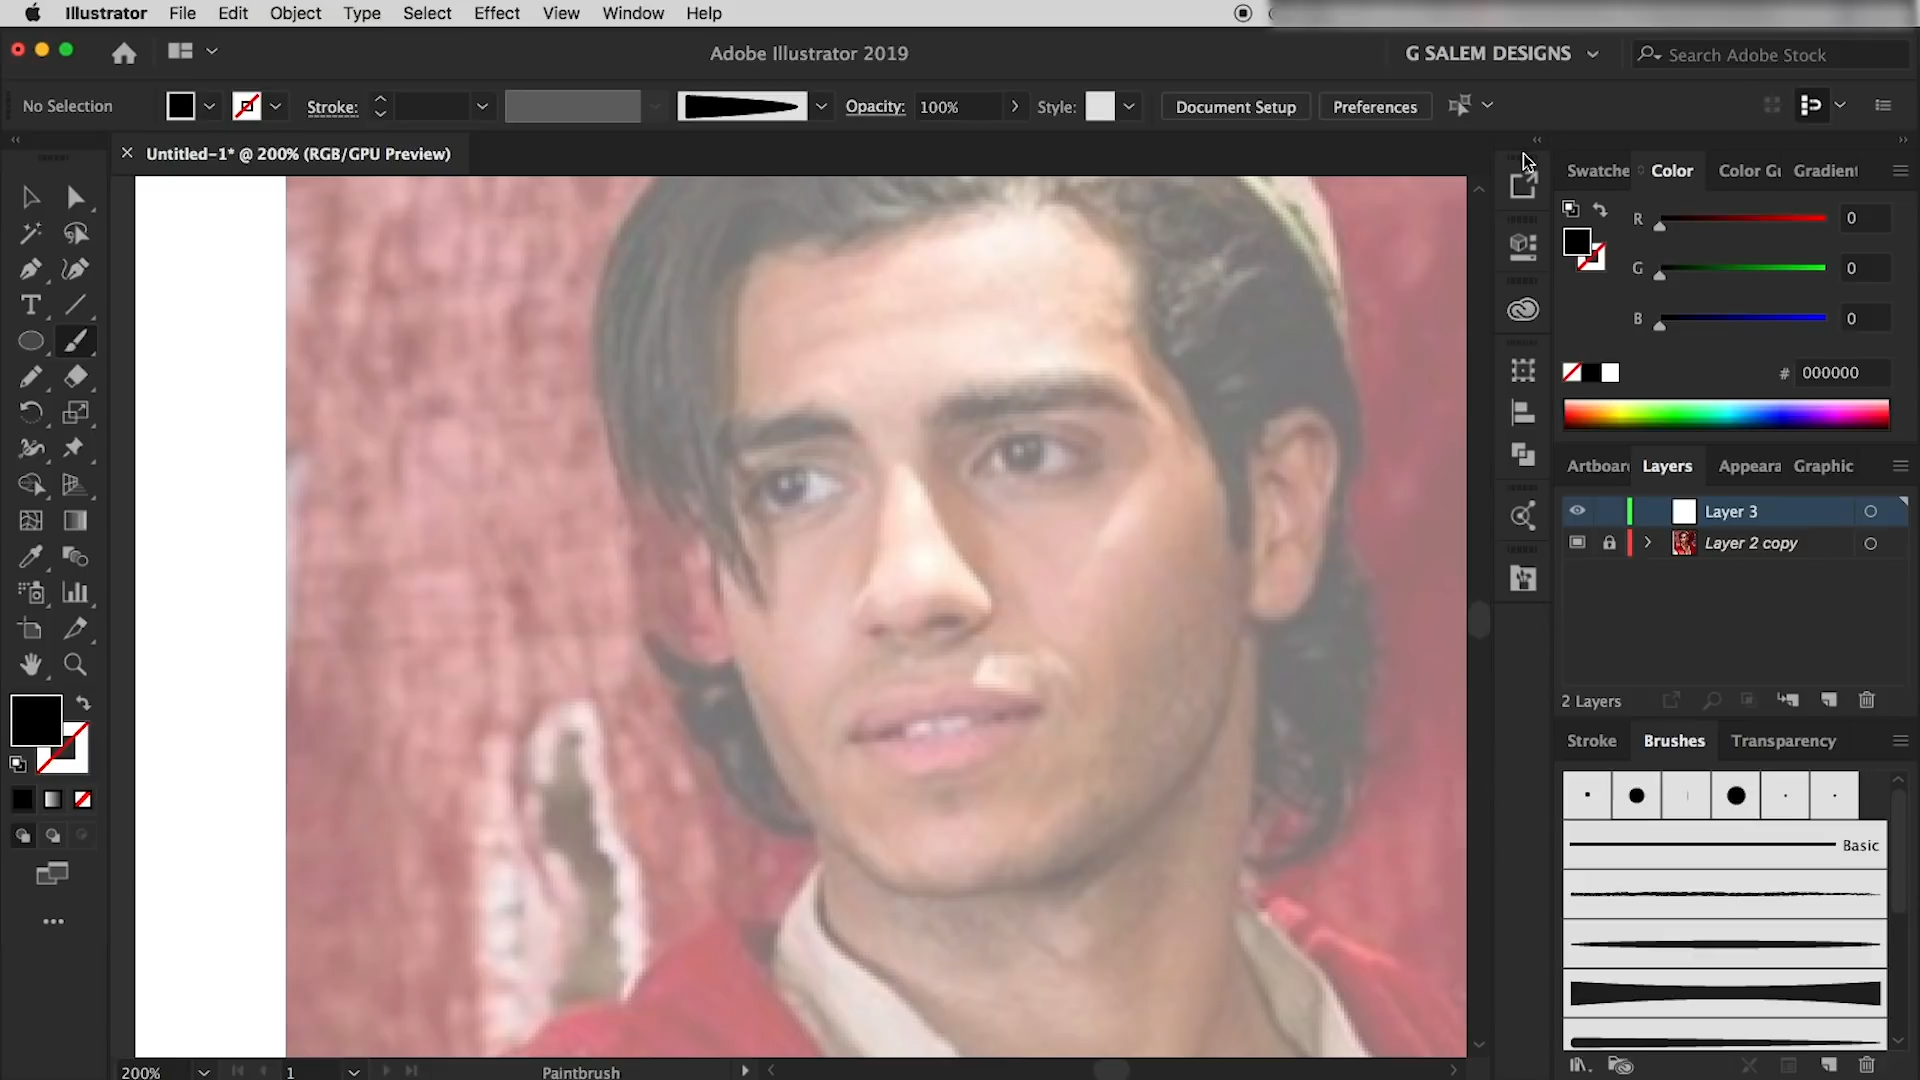 Illustrator File Edit Object Type Select Effect View Window Help
Adobe Illustrator 2019
G SALEM DESIGNS
Search Adobe Stock
No Selection
Stroke:
Opacity: 100%
Style:
Document Setup
Preferences
Untitled-1* @ 200% (RGB/GPU Preview)
Swatche Color Color Gu Gradient
R 0
G 0
B 0
# 000000
Artboar Layers Appeara Graphic
Layer 3
Layer 2 copy
2 Layers
Stroke Brushes Transparency
Basic
200%
1
Paintbrush